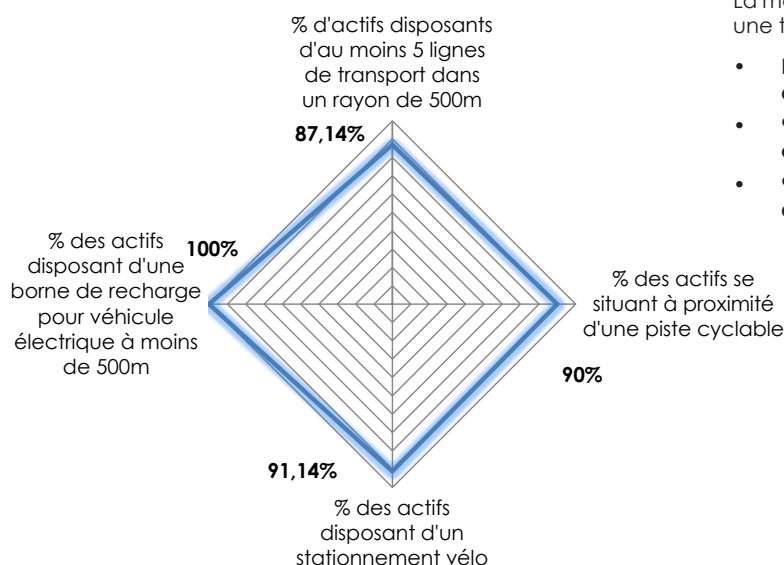 % d'actifs disposants
d'au moins 5 lignes
de transport dans
un rayon de 500m
87,14%
% des actifs
disposant d'une
borne de recharge
pour véhicule
électrique à moins
de 500m
100%
% des actifs se
situant à proximité
d'une piste cyclable
90%
91,14%
% des actifs
disposant d'un
stationnement vélo
La
une